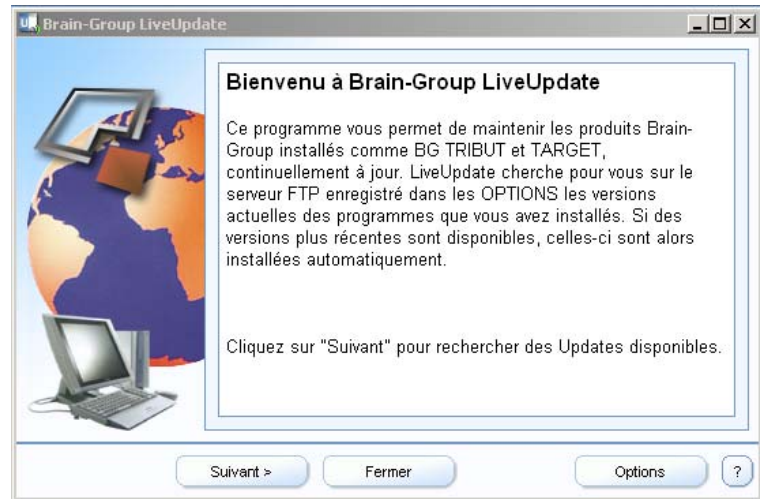 Brain-Group LiveUpdate
Bienvenu à Brain-Group LiveUpdate
Ce programme vous permet de maintenir les produits Brain-
Group installés comme BG TRIBUT et TARGET,
continuellement à jour. LiveUpdate cherche pour vous sur le
serveur FTP enregistré dans les OPTIONS les versions
actuelles des programmes que vous avez installés. Si des
versions plus récentes sont disponibles, celles-ci sont alors
installées automatiquement.
Cliquez sur "Suivant" pour rechercher des Updates disponibles.
Suivant > Fermer Options ?